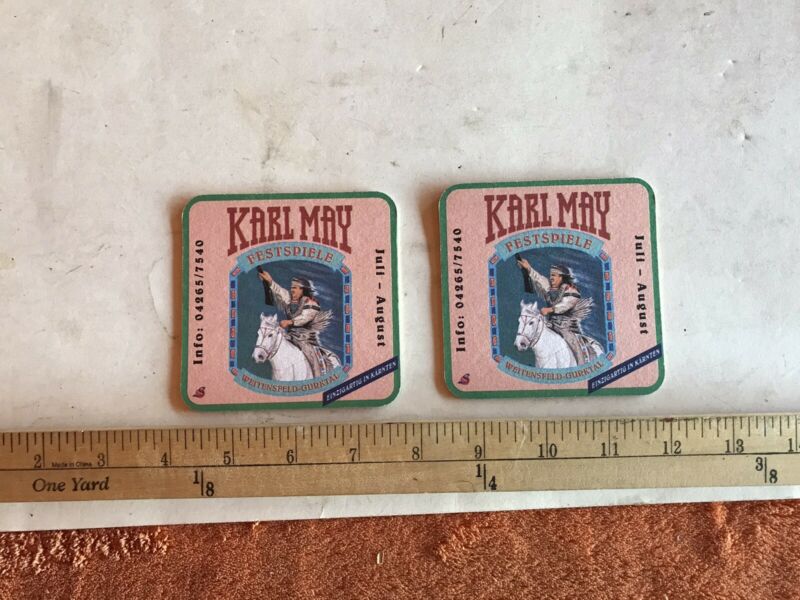 KARL MAY
FESTSPIELE
Info: 04265/7540
Juli – August
WEITENSFELD-GURKTAL
EINZIGARTIG IN KÄRNTEN
KARL MAY
FESTSPIELE
Info: 04265/7540
Juli – August
WEITENSFELD-GURKTAL
EINZIGARTIG IN KÄRNTEN
2 3 4 5 6 7 8 9 10 11 12 13 14
Made in China
One Yard 1/8 1/4 3/8